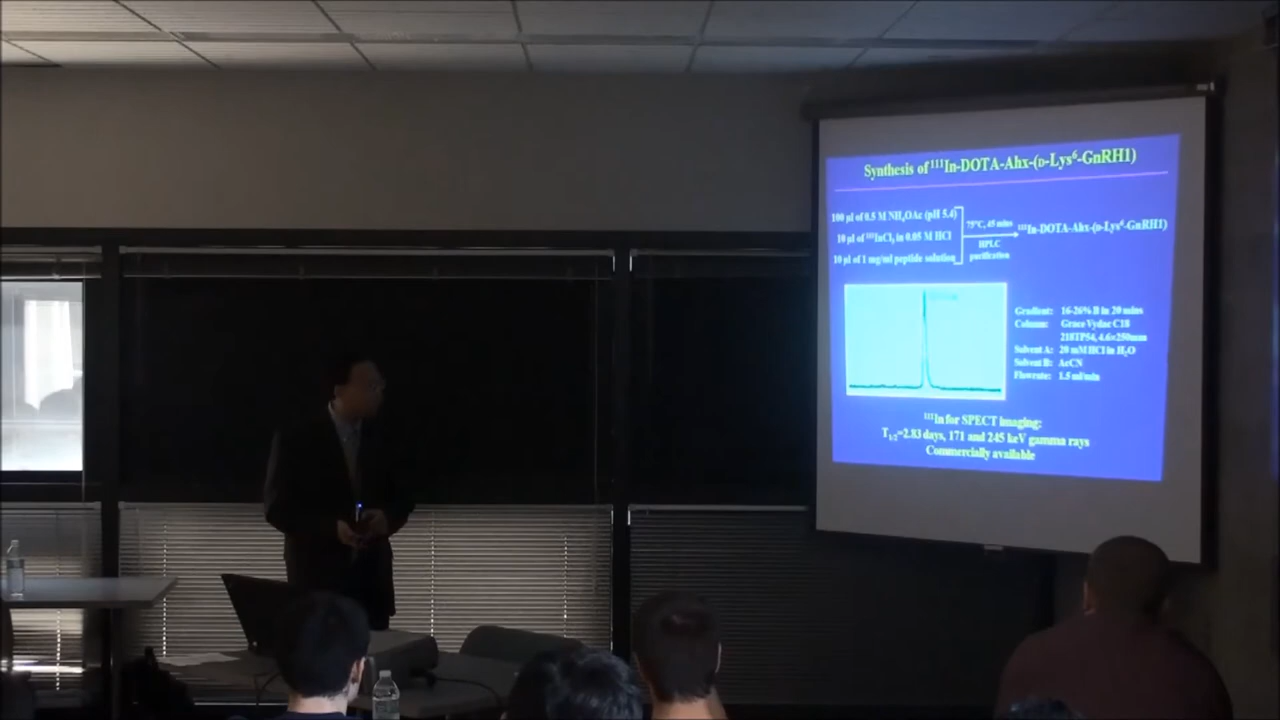 Synthesis of ¹¹¹In-DOTA-Ahx-(D-Lys⁶-GnRH1)
100 µl of 0.5 M NH₄OAc (pH 5.4)
10 µl of ¹¹¹InCl₃ in 0.05 M HCl
10 µl of 1 mg/ml peptide solution
75°C, 45 mins
HPLC
purification
¹¹¹In-DOTA-Ahx-(D-Lys⁶-GnRH1)
Gradient: 16-26% B in 20 mins
Column: Grace Vydac C18
218TP54, 4.6×250mm
Solvent A: 20 mM HCl in H₂O
Solvent B: AcCN
Flowrate: 1.5 ml/min
¹¹¹In for SPECT imaging:
T₁/₂=2.83 days, 171 and 245 keV gamma rays
Commercially available